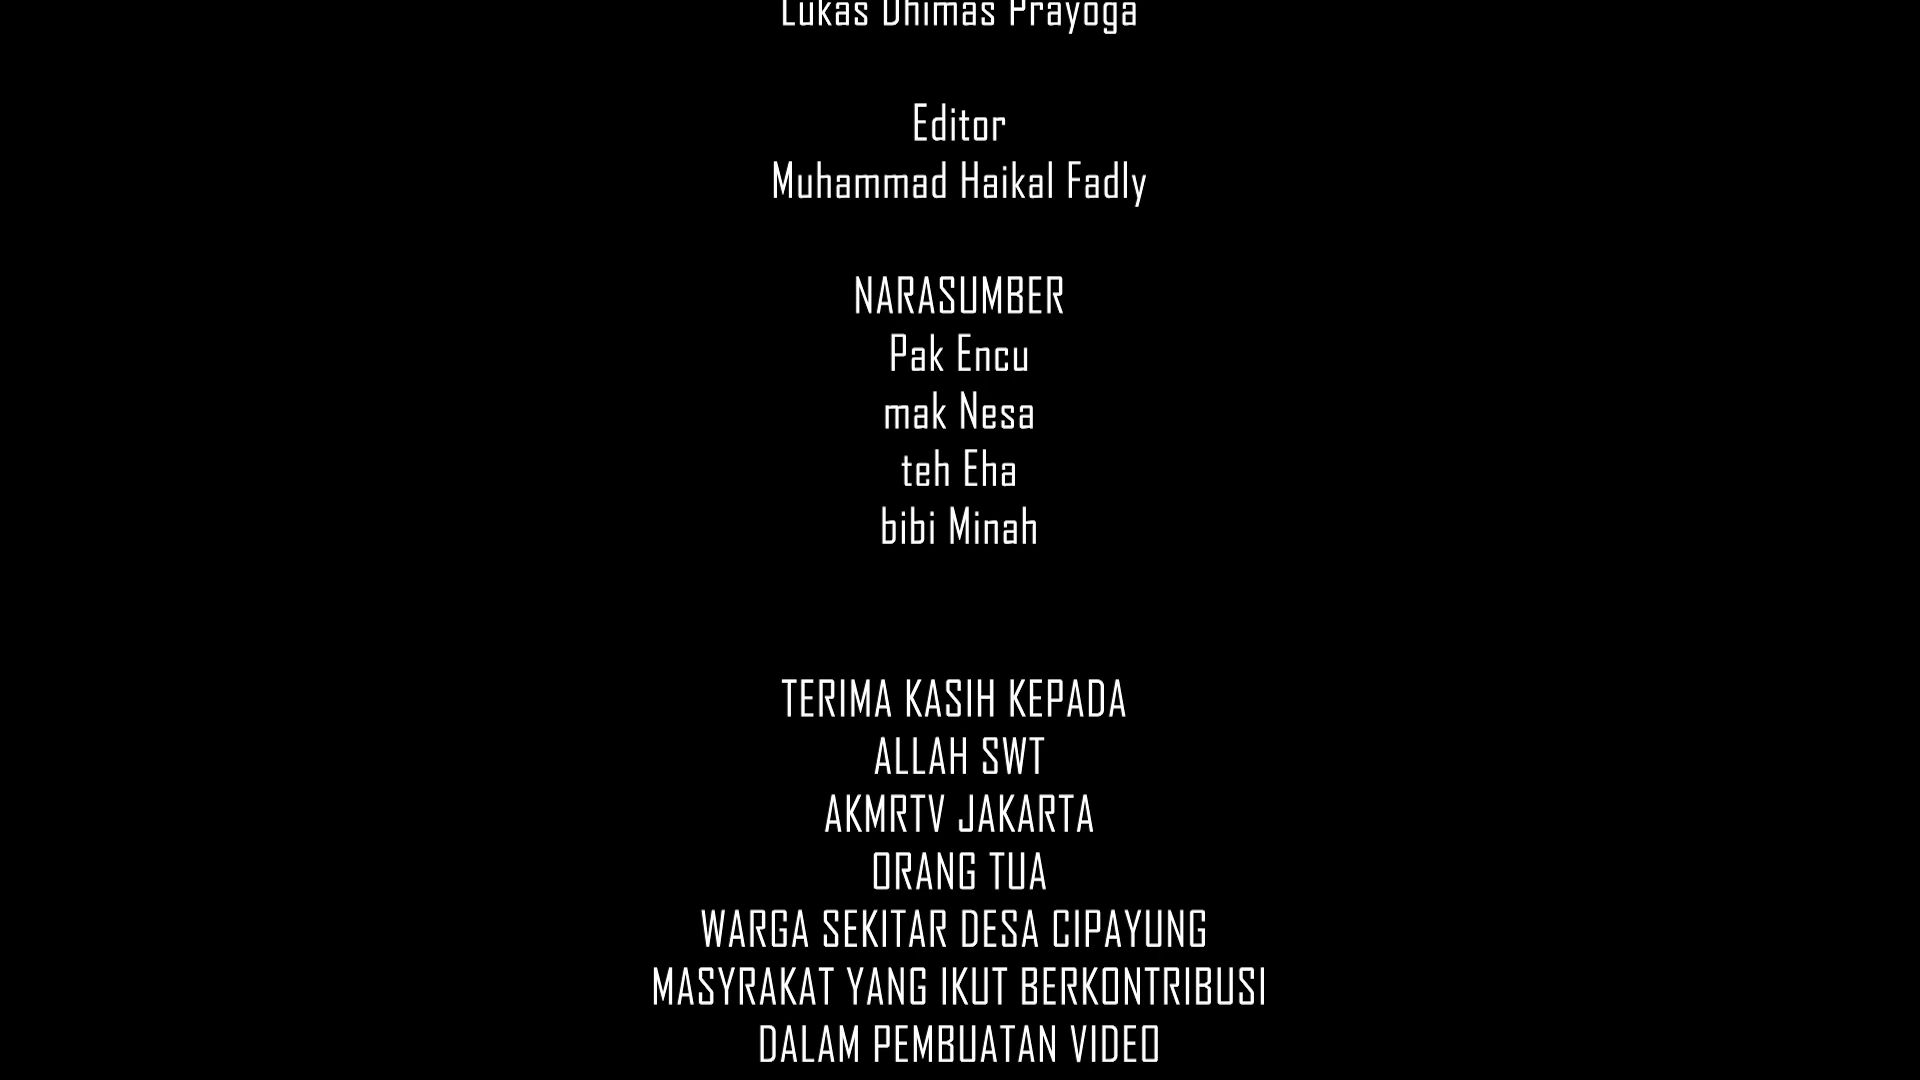 Lukas Dhimas Prayoga
Editor
Muhammad Haikal Fadly
NARASUMBER
Pak Encu
mak Nesa
teh Eha
bibi Minah
TERIMA KASIH KEPADA
ALLAH SWT
AKMRTV JAKARTA
ORANG TUA
WARGA SEKITAR DESA CIPAYUNG
MASYRAKAT YANG IKUT BERKONTRIBUSI
DALAM PEMBUATAN VIDEO